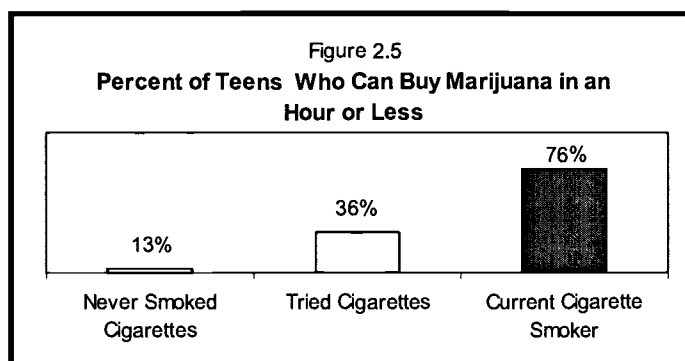 Figure 2.5
Percent of Teens Who Can Buy Marijuana in an
Hour or Less
13%
36%
76%
Never Smoked
Cigarettes
Tried Cigarettes
Current Cigarette
Smoker